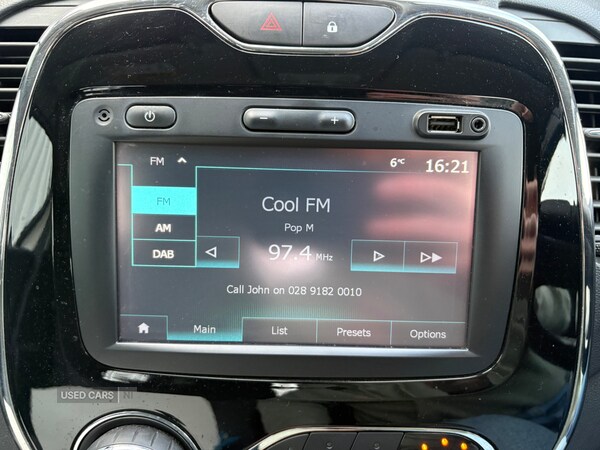 FM
6°C
16:21
FM
AM
DAB
Cool FM
Pop M
97.4 MHz
Call John on 028 9182 0010
Main
List
Presets
Options
USED CARS NI